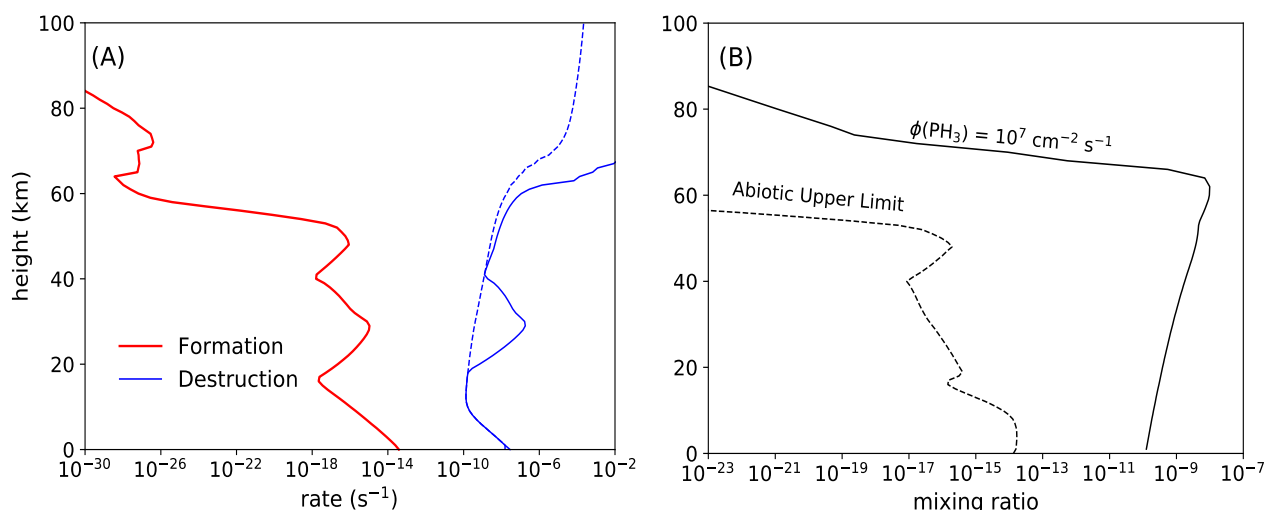 (A)
height (km)
100
80
60
40
20
0
Formation
Destruction
10⁻³⁰ 10⁻²⁶ 10⁻²² 10⁻¹⁸ 10⁻¹⁴ 10⁻¹⁰ 10⁻⁶ 10⁻²
rate (s⁻¹)
(B)
100
80
60
40
20
0
ϕ(PH₃) = 10⁷ cm⁻² s⁻¹
Abiotic Upper Limit
10⁻²³ 10⁻²¹ 10⁻¹⁹ 10⁻¹⁷ 10⁻¹⁵ 10⁻¹³ 10⁻¹¹ 10⁻⁹ 10⁻⁷
mixing ratio